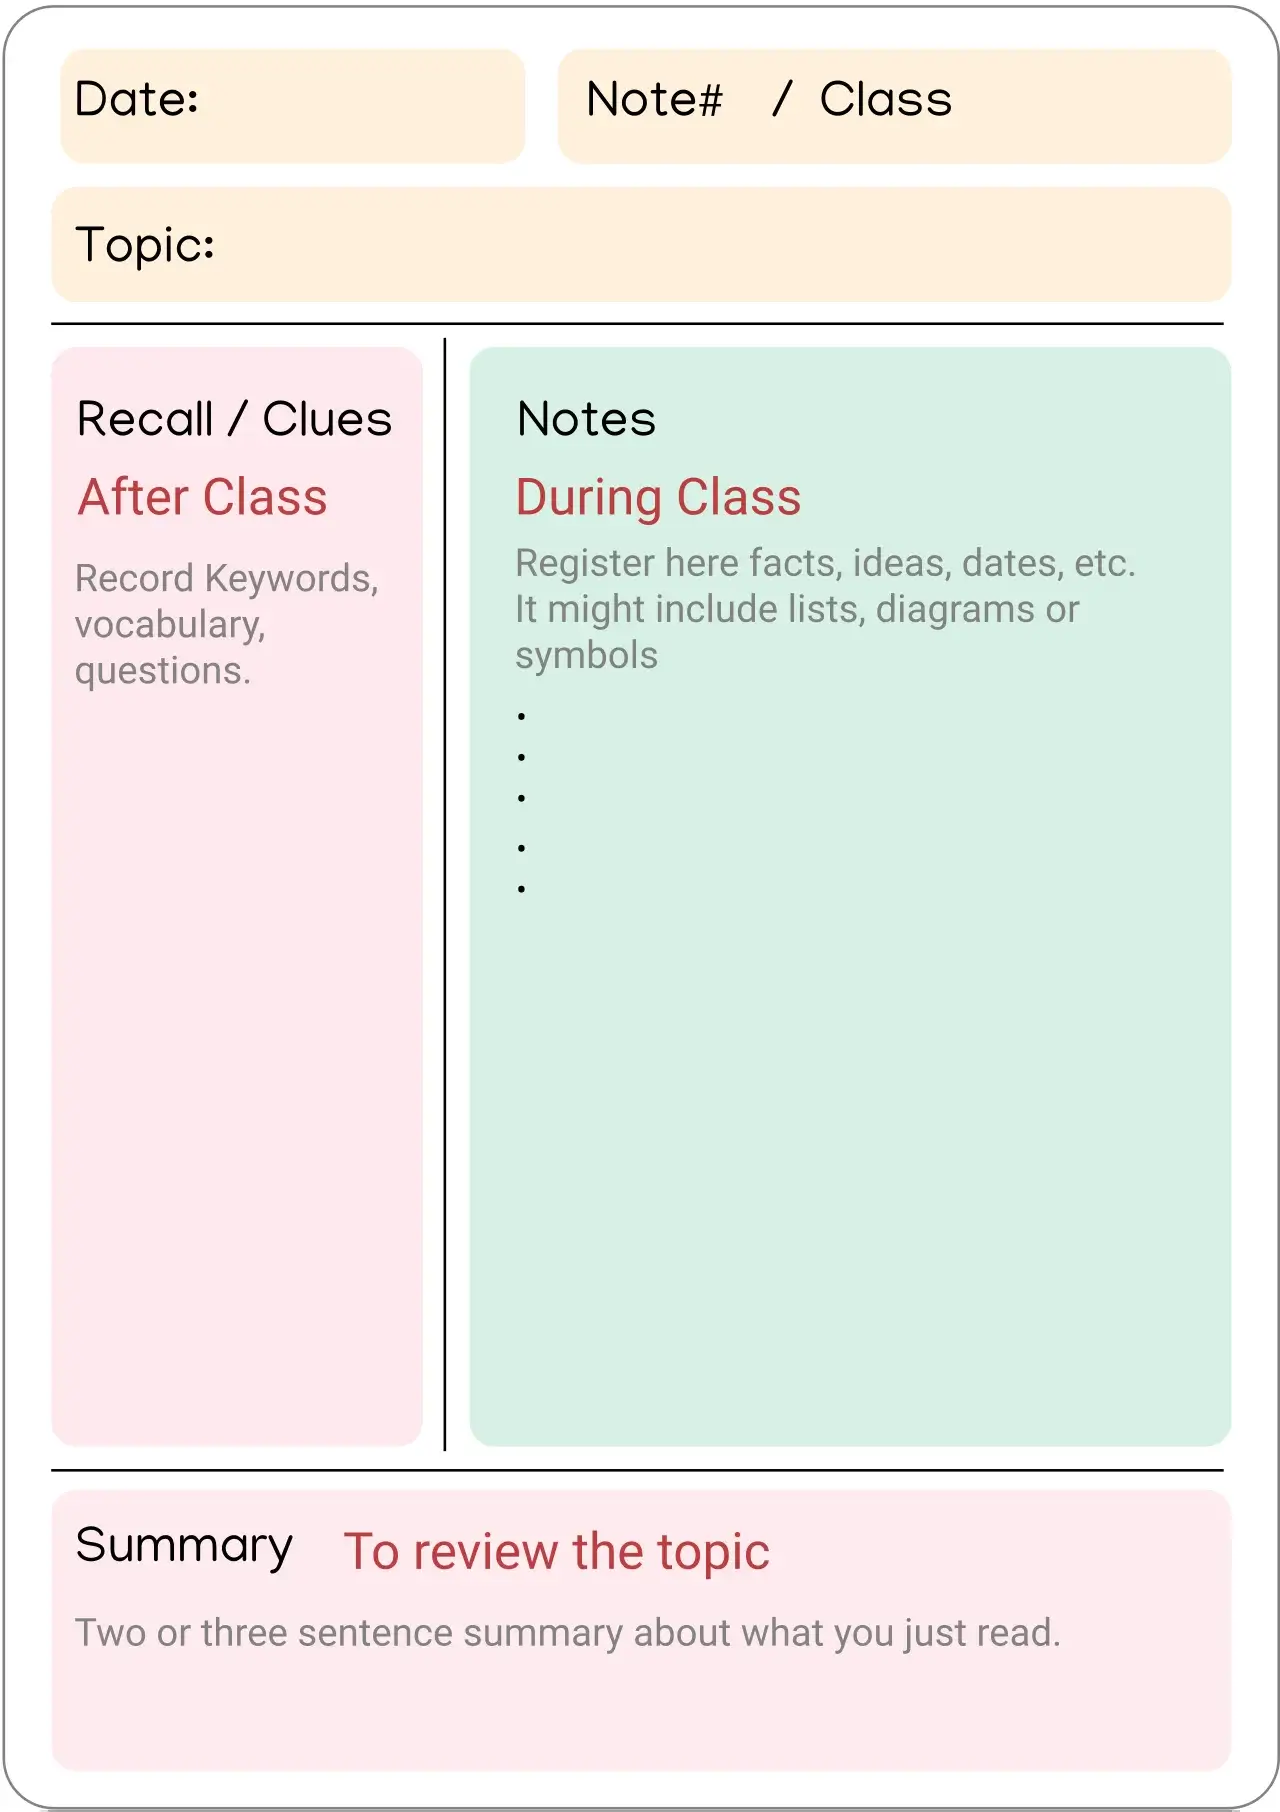 Date:
Note# / Class
Topic:
Recall / Clues
After Class
Record Keywords,
vocabulary,
questions.
Notes
During Class
Register here facts, ideas, dates, etc.
It might include lists, diagrams or
symbols
•
•
•
•
•
Summary To review the topic
Two or three sentence summary about what you just read.